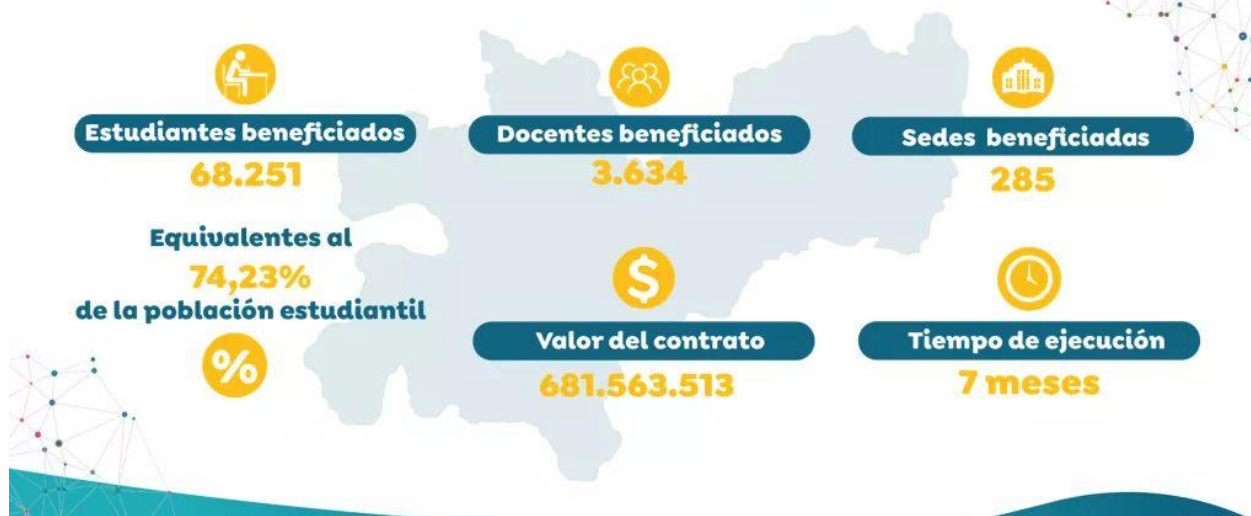 Estudiantes beneficiados
68.251
Equivalentes al
74,23%
de la población estudiantil
%
Docentes beneficiados
3.634
Sedes beneficiadas
285
$
Valor del contrato
681.563.513
Tiempo de ejecución
7 meses